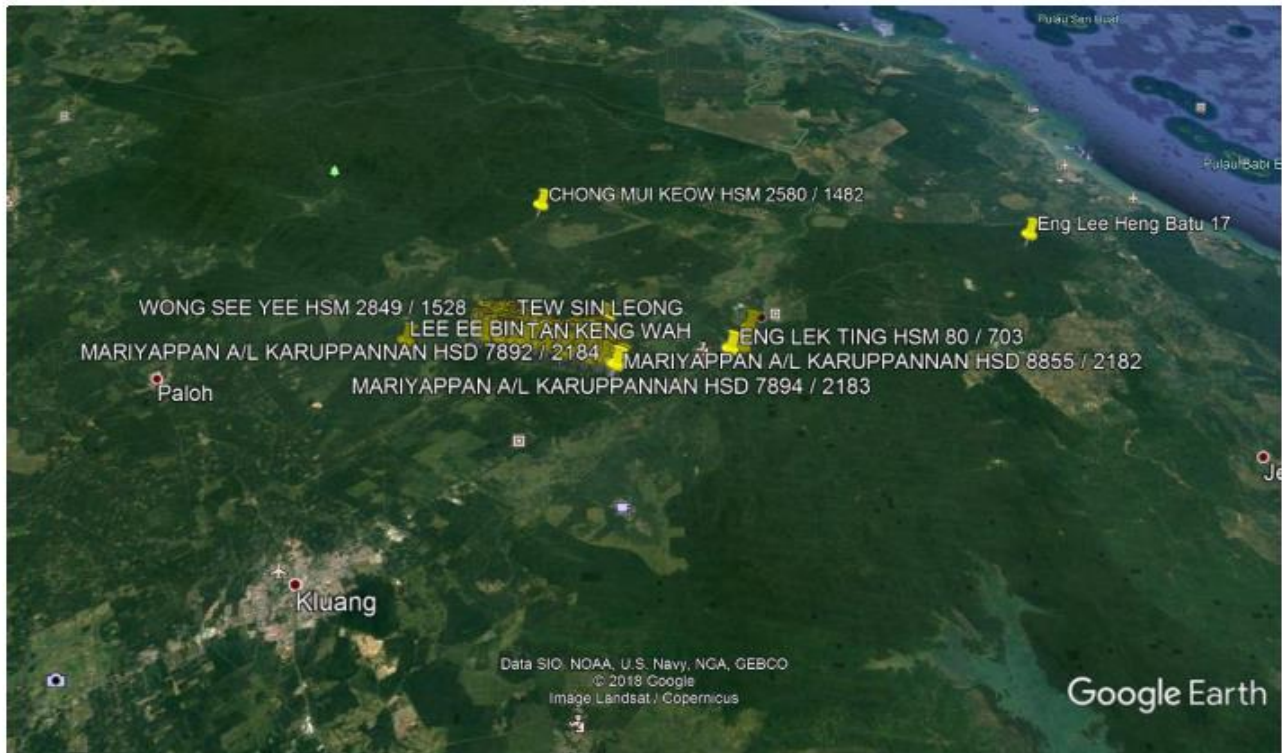 CHONG MUI KEOW HSM 2580 / 1482
Eng Lee Heng Batu 17
WONG SEE YEE HSM 2849 / 1528
TEW SIN LEONG
LEE EE BIN
TAN KENG WAH
ENG LEK TING HSM 80 / 703
MARIYAPPAN A/L KARUPPANNAN HSD 7892 / 2184
MARIYAPPAN A/L KARUPPANNAN HSD 8855 / 2182
MARIYAPPAN A/L KARUPPANNAN HSD 7894 / 2183
Paloh
Kluang
Data SIO, NOAA, U.S. Navy, NGA, GEBCO
© 2018 Google
Image Landsat / Copernicus
Google Earth